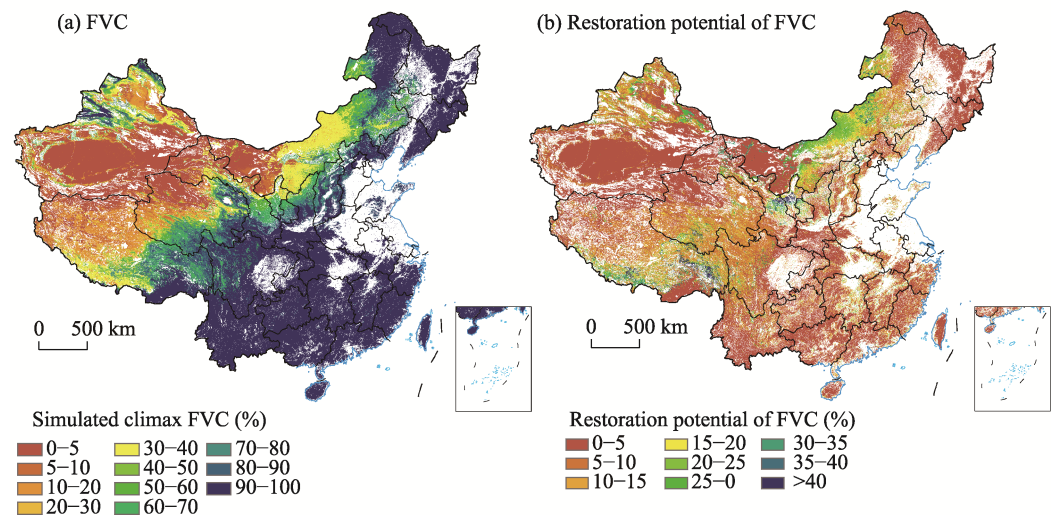 (a) FVC
(b) Restoration potential of FVC
0 500 km
0 500 km
Simulated climax FVC (%)
0−5 30−40 70−80
5−10 40−50 80−90
10−20 50−60 90−100
20−30 60−70
Restoration potential of FVC (%)
0−5 15−20 30−35
5−10 20−25 35−40
10−15 25−0 >40